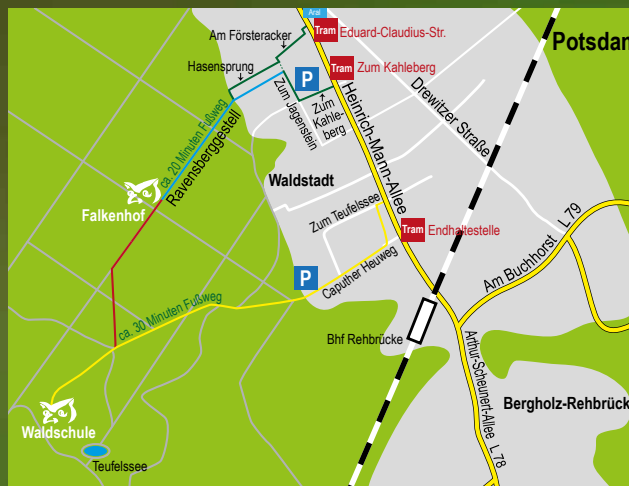 Aral
Am Försteracker
Tram
Eduard-Claudius-Str.
Potsdam
Hasensprung
P
Tram
Zum Kahleberg
Zum Jagenstein
Zum
Kahle-
berg
Heinrich-Mann-Allee
Drewitzer Straße
ca. 20 Minuten Fußweg
Ravensberggestell
Waldstadt
Falkenhof
Zum Teufelssee
Tram
Endhaltestelle
Am Buchhorst
L 79
P
Caputher Heuweg
ca. 30 Minuten Fußweg
Bhf Rehbrücke
Arthur-Scheunert-Allee
L 78
Bergholz-Rehbrück
Waldschule
Teufelssee